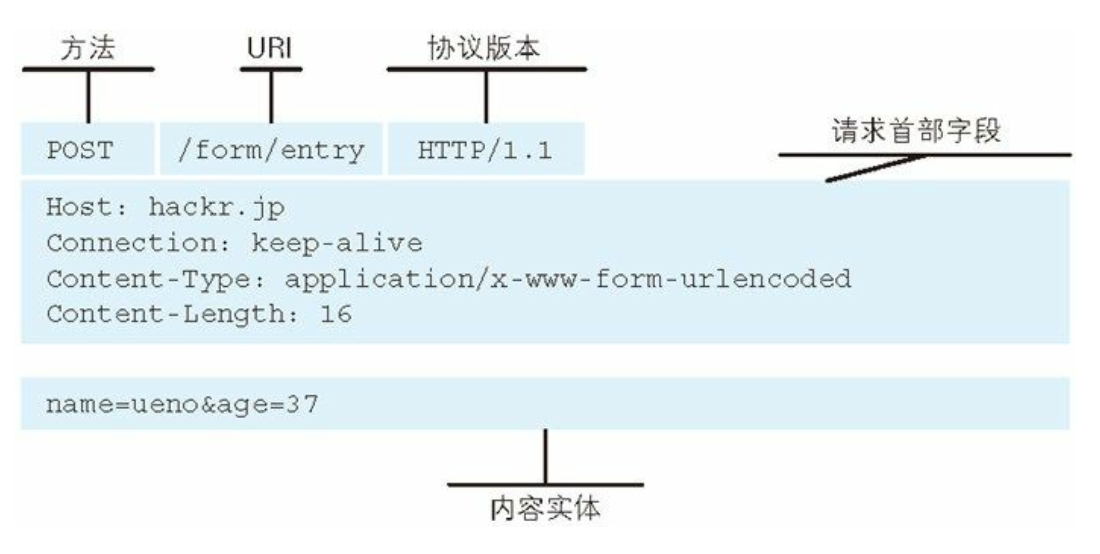 方法 URI 协议版本
请求首部字段
POST /form/entry HTTP/1.1
Host: hackr.jp
Connection: keep-alive
Content-Type: application/x-www-form-urlencoded
Content-Length: 16
name=ueno&age=37
内容实体